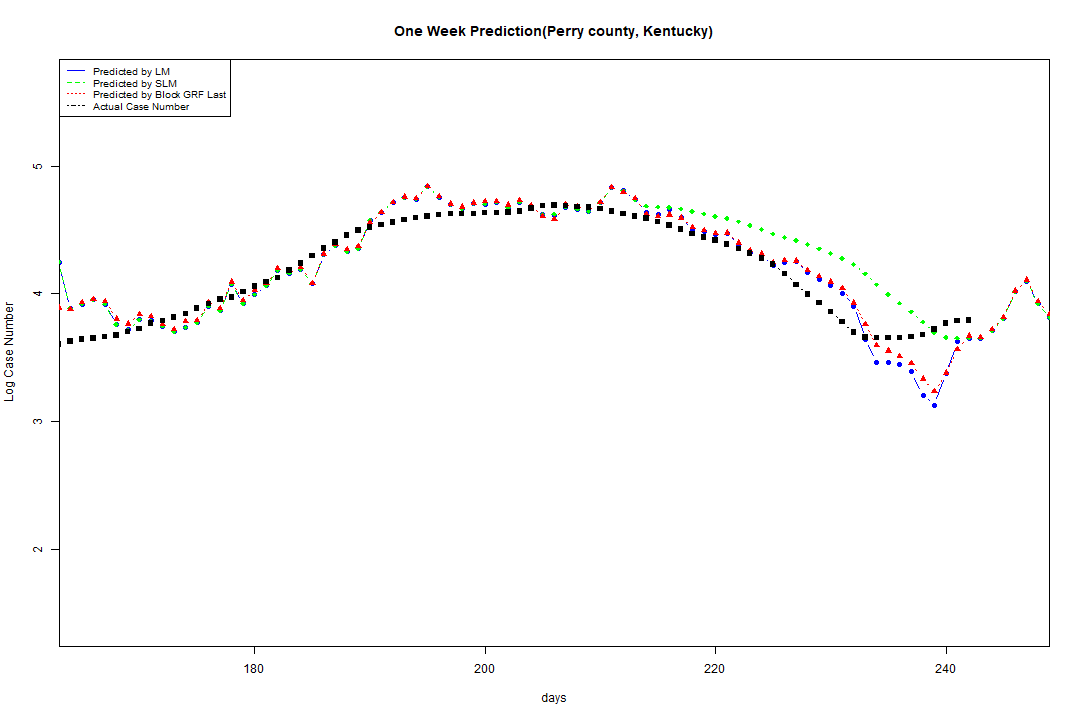 One Week Prediction(Perry county, Kentucky)
Predicted by LM
Predicted by SLM
Predicted by Block GRF Last
Actual Case Number
5
4
3
2
Log Case Number
180 200 220 240
days